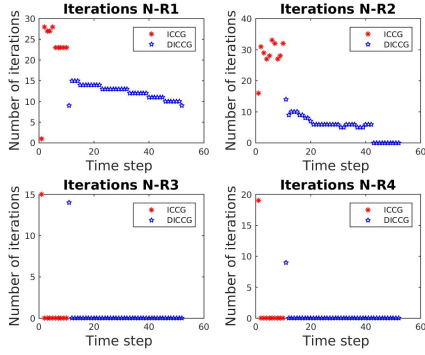 Iterations N-R1
Number of iterations
30
25
20
15
10
5
0
0 20 40 60
Time step
ICCG
DICCG
Iterations N-R2
Number of iterations
40
30
20
10
0
0 20 40 60
Time step
ICCG
DICCG
Iterations N-R3
Number of iterations
15
10
5
0
0 20 40 60
Time step
ICCG
DICCG
Iterations N-R4
Number of iterations
20
15
10
5
0
0 20 40 60
Time step
ICCG
DICCG